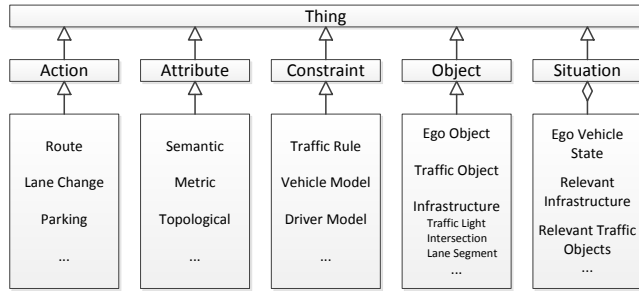 Thing
Action
Attribute
Constraint
Object
Situation
Route
Lane Change
Parking
...
Semantic
Metric
Topological
...
Traffic Rule
Vehicle Model
Driver Model
...
Ego Object
Traffic Object
Infrastructure
Traffic Light
Intersection
Lane Segment
...
Ego Vehicle
State
Relevant
Infrastructure
Relevant Traffic
Objects
...